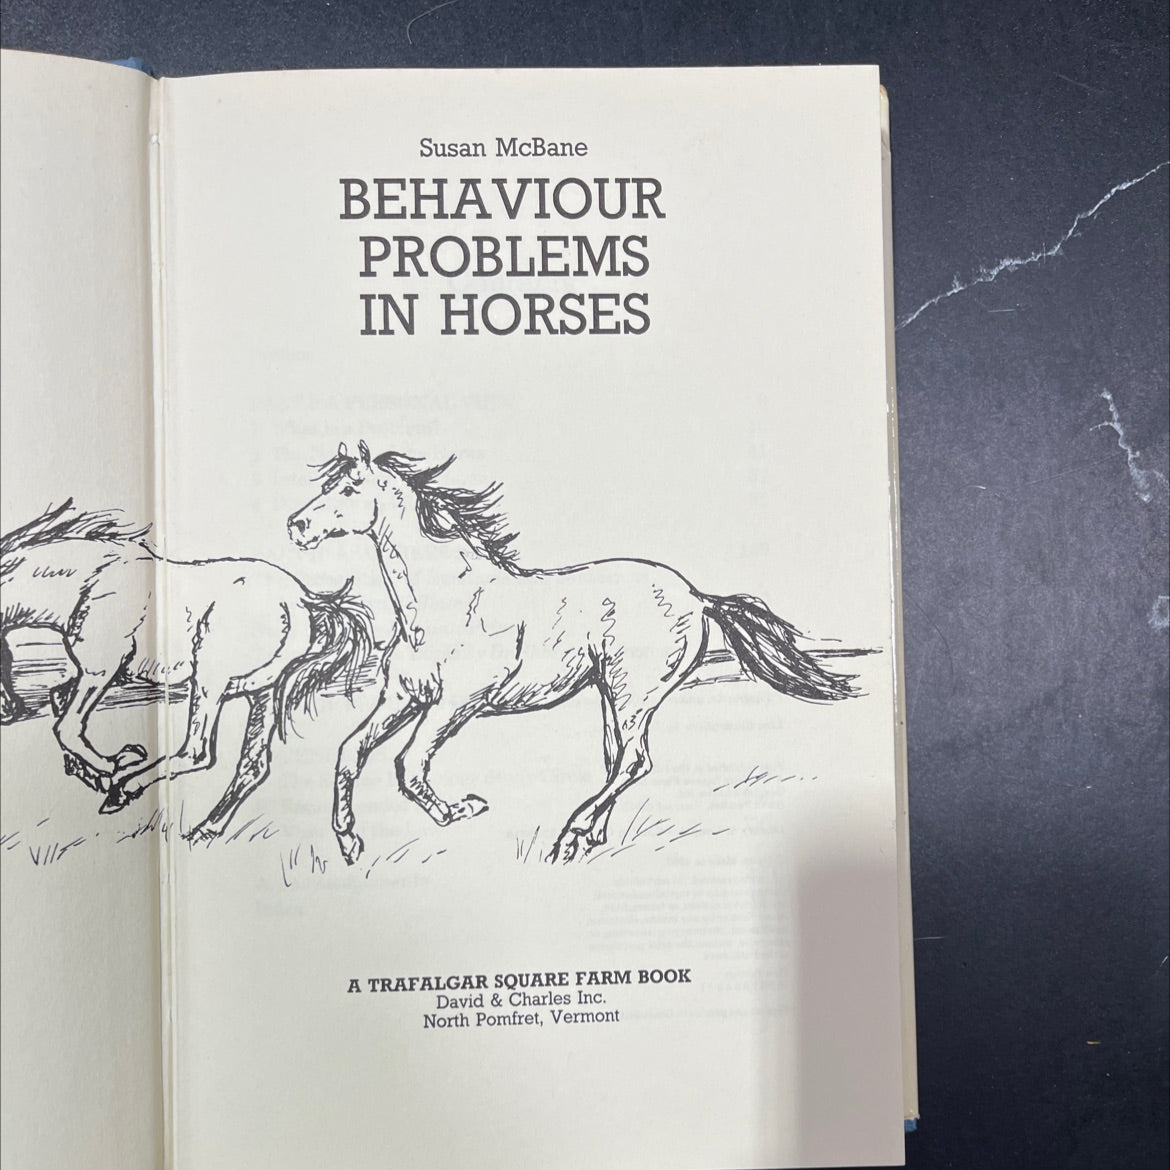 Susan McBane
BEHAVIOUR
PROBLEMS
IN HORSES
A TRAFALGAR SQUARE FARM BOOK
David & Charles Inc.
North Pomfret, Vermont